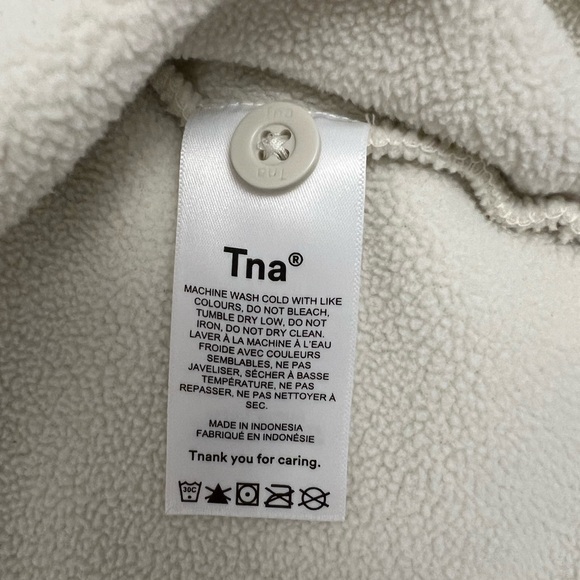 Tna
Tna®
MACHINE WASH COLD WITH LIKE
COLOURS, DO NOT BLEACH,
TUMBLE DRY LOW, DO NOT
IRON, DO NOT DRY CLEAN.
LAVER À LA MACHINE À L'EAU
FROIDE AVEC COULEURS
SEMBLABLES, NE PAS
JAVELISER, SÉCHER À BASSE
TEMPÉRATURE, NE PAS
REPASSER, NE PAS NETTOYER À
SEC.
MADE IN INDONESIA
FABRIQUÉ EN INDONÉSIE
Tnank you for caring.
30C